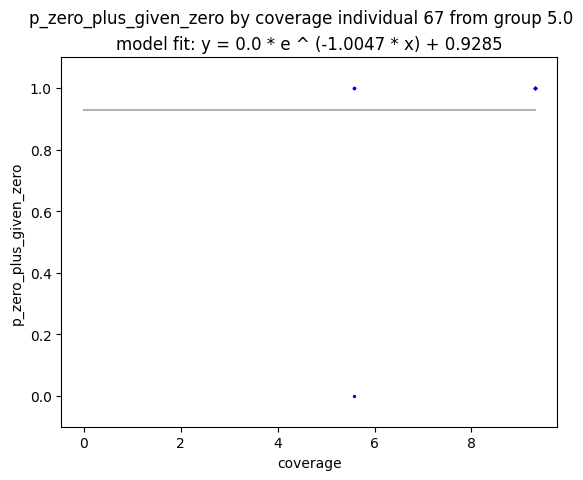 p_zero_plus_given_zero by coverage individual 67 from group 5.0
model fit: y = 0.0 * e ^ (-1.0047 * x) + 0.9285
1.0
0.8
0.6
0.4
0.2
0.0
p_zero_plus_given_zero
0 2 4 6 8
coverage